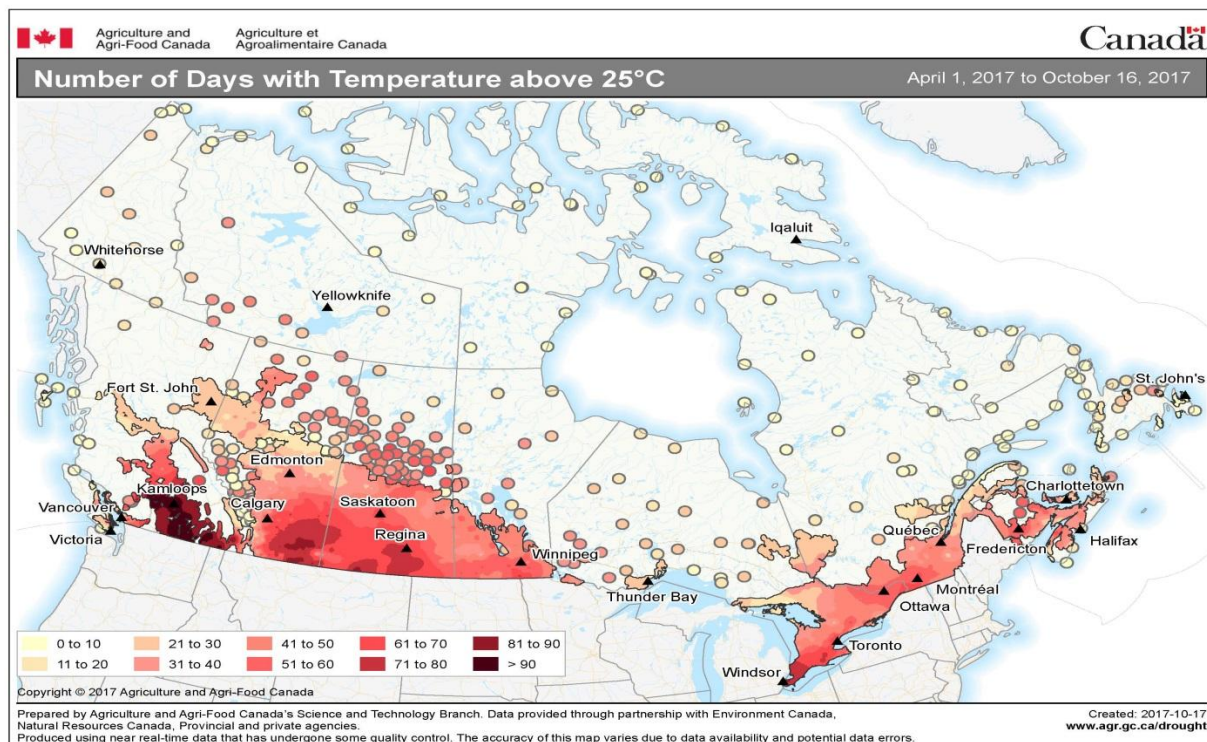 Agriculture and
Agri-Food Canada
Agriculture et
Agroalimentaire Canada
Canada
Number of Days with Temperature above 25°C
April 1, 2017 to October 16, 2017
Iqaluit
Whitehorse
Yellowknife
St. John's
Fort St. John
Edmonton
Kamloops
Charlottetown
Vancouver
Calgary
Saskatoon
Québec
Victoria
Regina
Winnipeg
Fredericton
Halifax
Thunder Bay
Montréal
Ottawa
Toronto
Windsor
0 to 10
21 to 30
41 to 50
61 to 70
81 to 90
11 to 20
31 to 40
51 to 60
71 to 80
> 90
Copyright © 2017 Agriculture and Agri-Food Canada
Prepared by Agriculture and Agri-Food Canada's Science and Technology Branch. Data provided through partnership with Environment Canada,
Natural Resources Canada, Provincial and private agencies.
Produced using near real-time data that has undergone some quality control. The accuracy of this map varies due to data availability and potential data errors.
Created: 2017-10-17
www.agr.gc.ca/drought